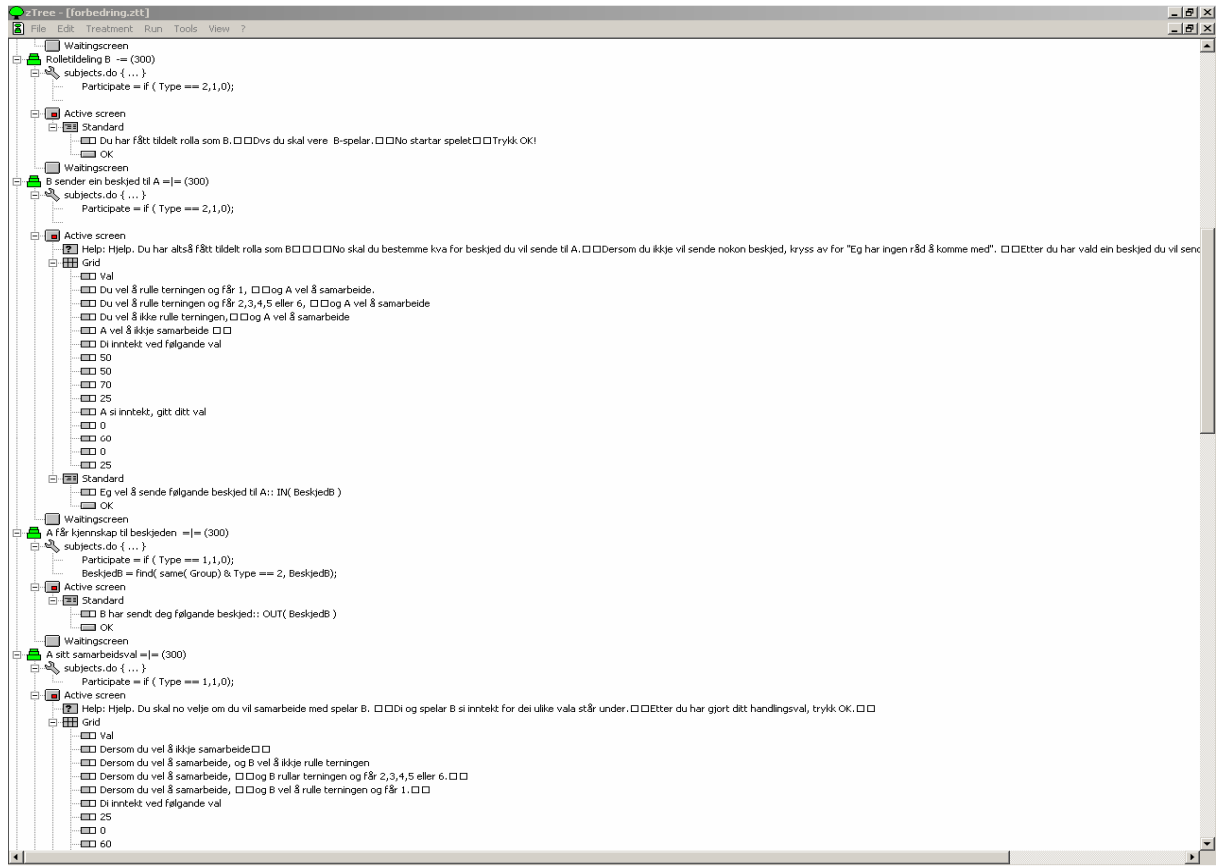 zTree - [forbedring.ztt]
File Edit Treatment Run Tools View ?
Waitingscreen
Rolletildeling B -= (300)
subjects.do { ... }
Participate = if ( Type == 2,1,0);
Active screen
Standard
Du har fått tildelt rolla som B.□□Dvs du skal vere B-spelar.□□No startar spelet□□Trykk OK!
OK
Waitingscreen
B sender ein beskjed til A =|= (300)
subjects.do { ... }
Participate = if ( Type == 2,1,0);
Active screen
Help: Hjelp. Du har altså fått tildelt rolla som B□□□□No skal du bestemme kva for beskjed du vil sende til A.□□Dersom du ikkje vil sende nokon beskjed, kryss av for "Eg har ingen råd å komme med". □□Etter du har vald ein beskjed du vil senc
Grid
Val
Du vel å rulle terningen og får 1, □□og A vel å samarbeide.
Du vel å rulle terningen og får 2,3,4,5 eller 6, □□og A vel å samarbeide
Du vel å ikke rulle terningen,□□og A vel å samarbeide
A vel å ikkje samarbeide □□
Di inntekt ved følgande val
50
50
70
25
A si inntekt, gitt ditt val
0
60
0
25
Standard
Eg vel å sende følgande beskjed til A:: IN( BeskjedB )
OK
Waitingscreen
A får kjennskap til beskjeden =|= (300)
subjects.do { ... }
Participate = if ( Type == 1,1,0);
BeskjedB = find( same( Group) & Type == 2, BeskjedB);
Active screen
Standard
B har sendt deg følgande beskjed:: OUT( BeskjedB )
OK
Waitingscreen
A sitt samarbeidsval =|= (300)
subjects.do { ... }
Participate = if ( Type == 1,1,0);
Active screen
Help: Hjelp. Du skal no velje om du vil samarbeide med spelar B. □□Di og spelar B si inntekt for dei ulike vala står under.□□Etter du har gjort ditt handlingsval, trykk OK.□□
Grid
Val
Dersom du vel å ikkje samarbeide□□
Dersom du vel å samarbeide, og B vel å ikkje rulle terningen
Dersom du vel å samarbeide, □□og B rullar terningen og får 2,3,4,5 eller 6.□□
Dersom du vel å samarbeide, □□og B vel å rulle terningen og får 1.□□
Di inntekt ved følgande val
25
0
60